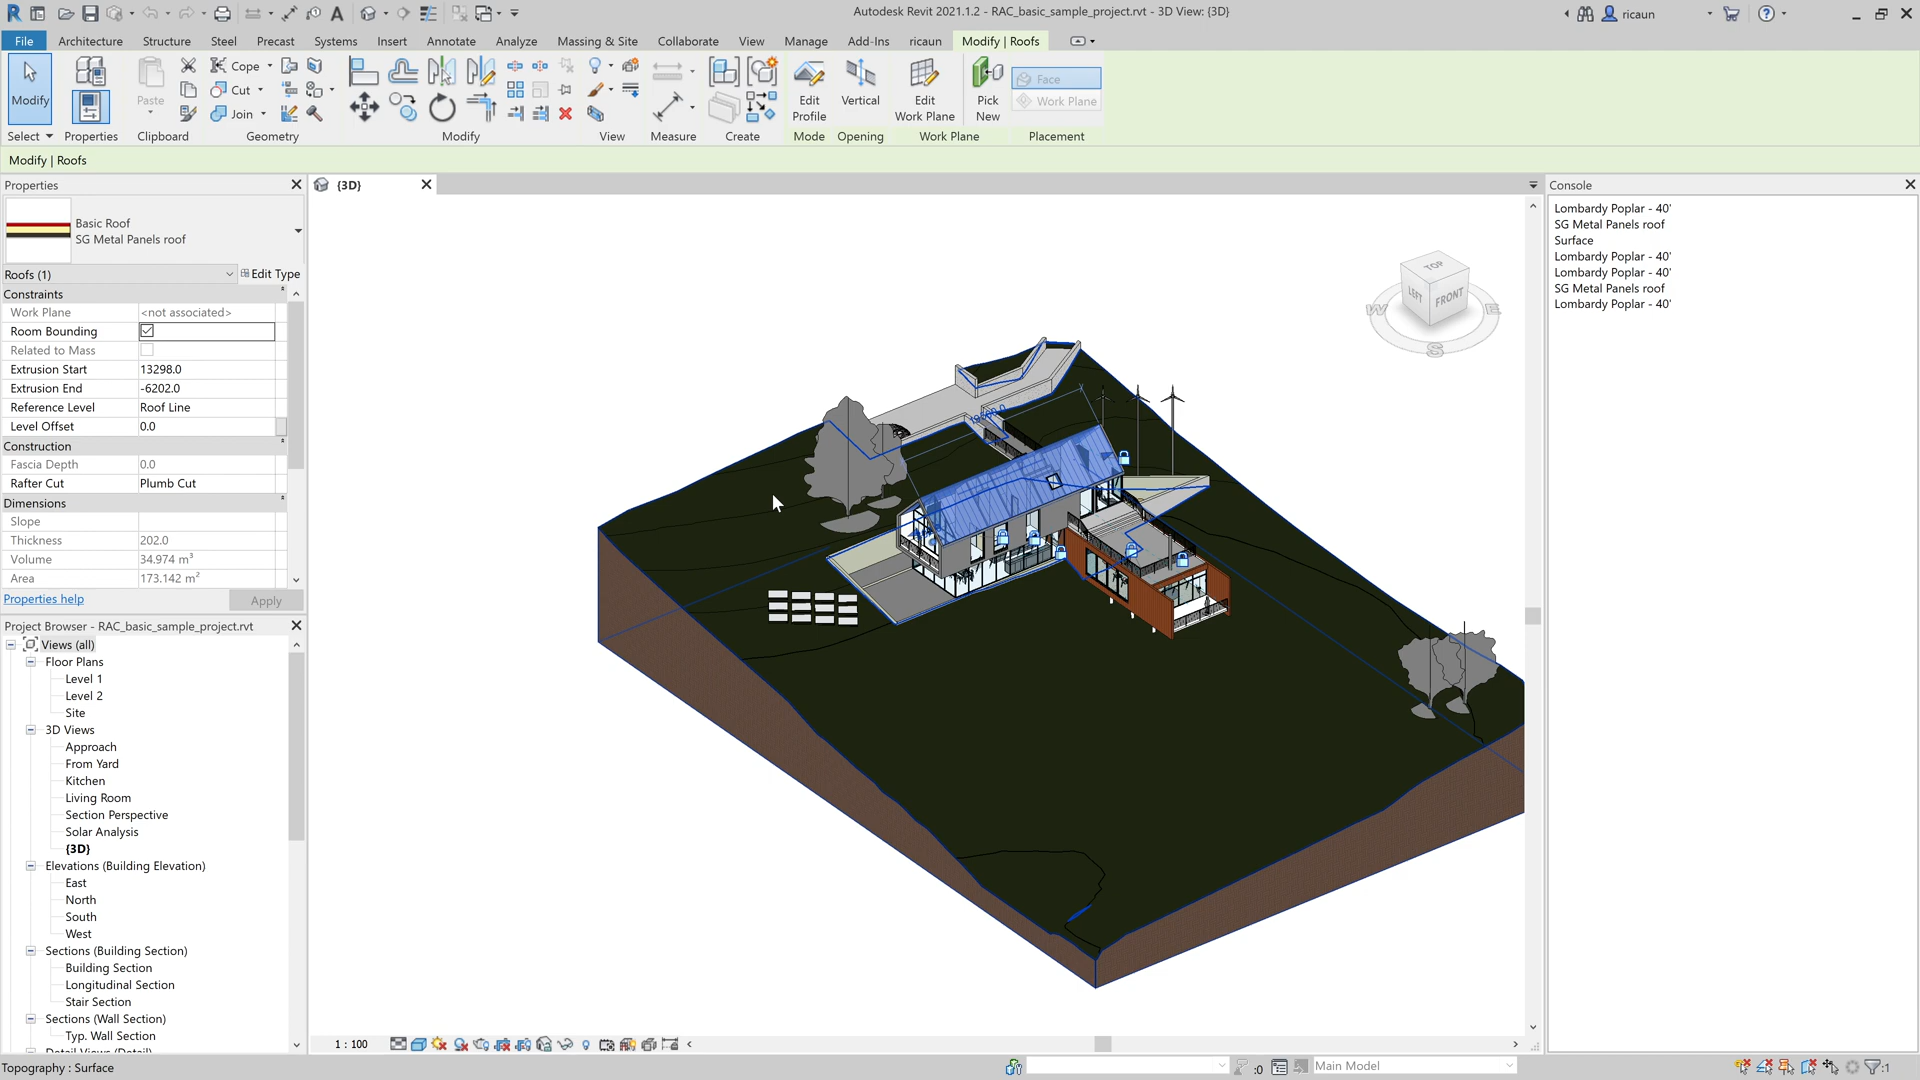 Autodesk Revit 2021.1.2 - RAC_basic_sample_project.rvt - 3D View: {3D}
ricaun
File
Architecture
Structure
Steel
Precast
Systems
Insert
Annotate
Analyze
Massing & Site
Collaborate
View
Manage
Add-Ins
ricaun
Modify | Roofs
Modify
Paste
Cope
Cut
Join
Edit
Profile
Vertical
Edit
Work Plane
Pick
New
Face
Work Plane
Select
Properties
Clipboard
Geometry
Modify
View
Measure
Create
Mode
Opening
Work Plane
Placement
Modify | Roofs
Properties
Basic Roof
SG Metal Panels roof
Roofs (1)
Edit Type
Constraints
Work Plane <not associated>
Room Bounding
Related to Mass
Extrusion Start 13298.0
Extrusion End -6202.0
Reference Level Roof Line
Level Offset 0.0
Construction
Fascia Depth 0.0
Rafter Cut Plumb Cut
Dimensions
Slope
Thickness 202.0
Volume 34.974 m³
Area 173.142 m²
Properties help
Apply
Project Browser - RAC_basic_sample_project.rvt
Views (all)
Floor Plans
Level 1
Level 2
Site
3D Views
Approach
From Yard
Kitchen
Living Room
Section Perspective
Solar Analysis
{3D}
Elevations (Building Elevation)
East
North
South
West
Sections (Building Section)
Building Section
Longitudinal Section
Stair Section
Sections (Wall Section)
Typ. Wall Section
Detail Views (Detail)
{3D}
TOP
LEFT
FRONT
W
E
S
Console
Lombardy Poplar - 40'
SG Metal Panels roof
Surface
Lombardy Poplar - 40'
Lombardy Poplar - 40'
SG Metal Panels roof
Lombardy Poplar - 40'
1 : 100
Topography : Surface
:0
Main Model
:1